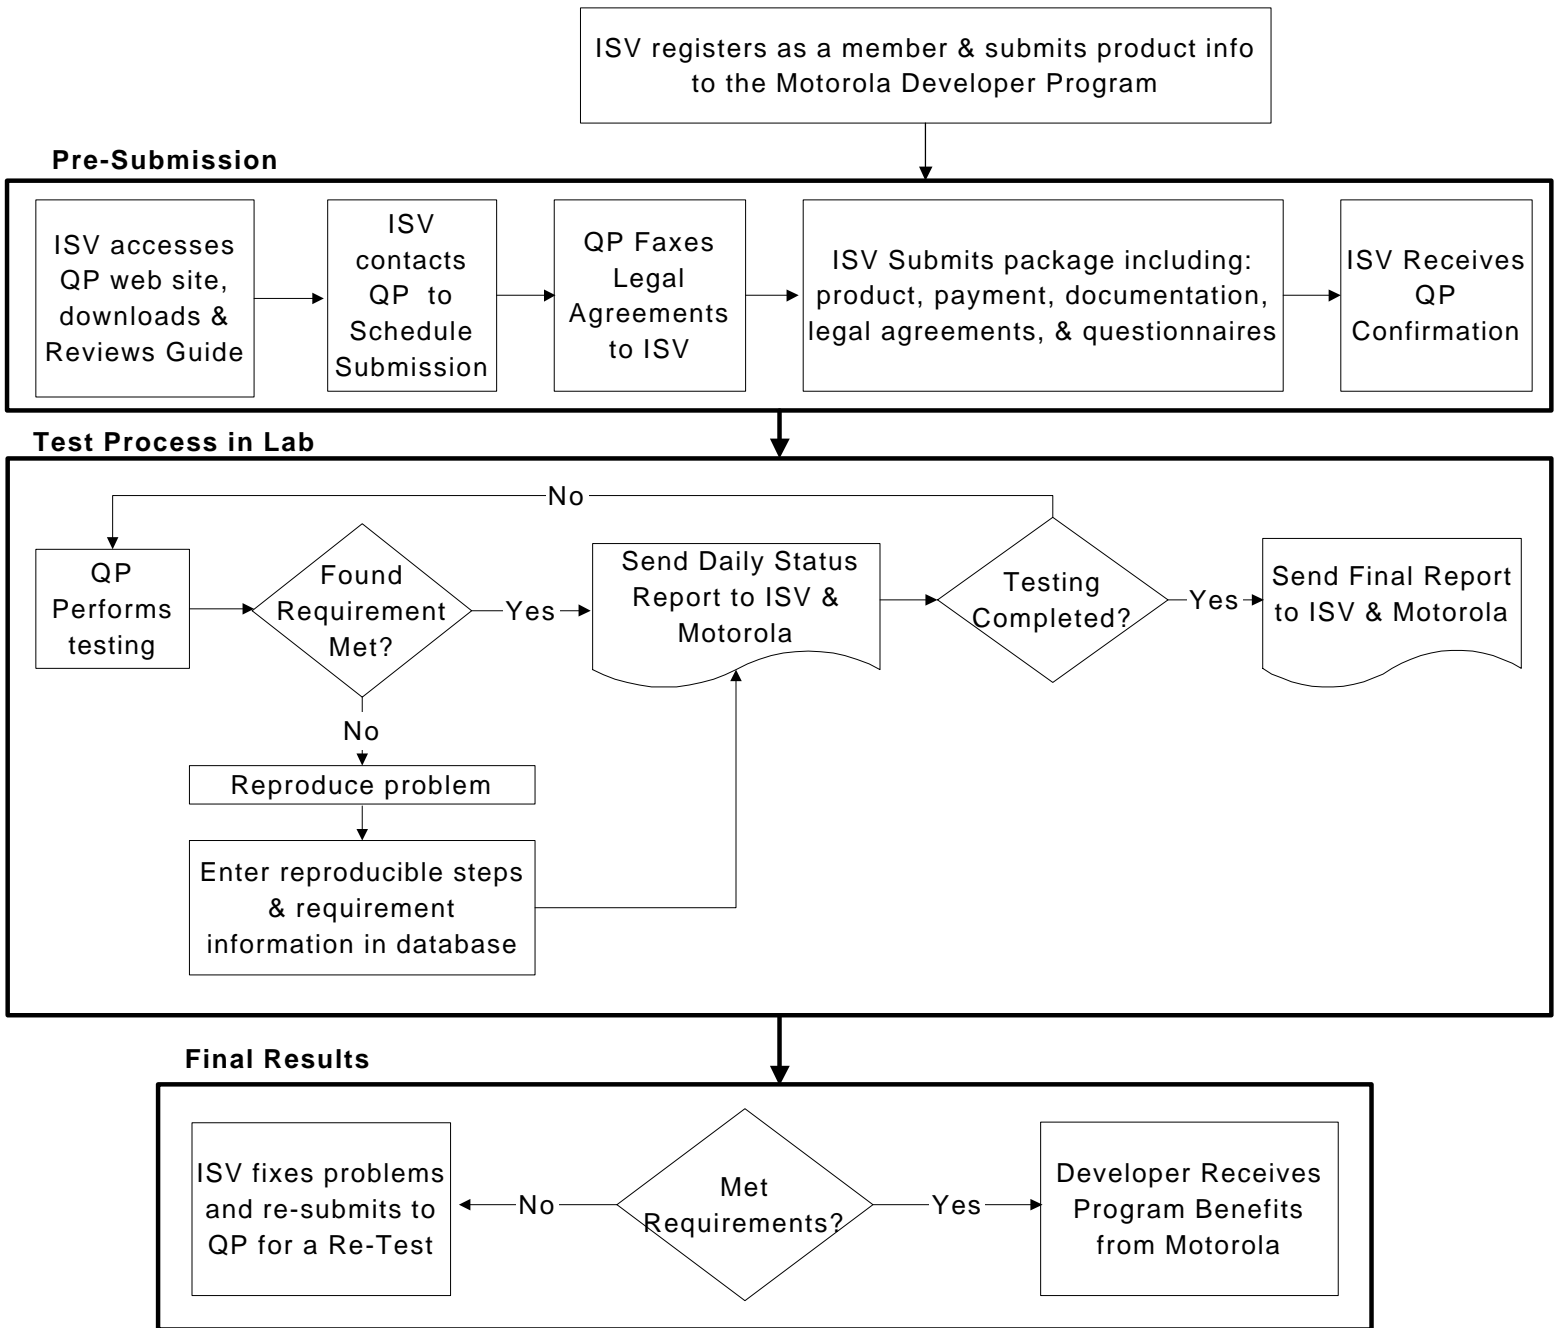 ISV registers as a member & submits product info
to the Motorola Developer Program
Pre-Submission
ISV accesses
QP web site,
downloads &
Reviews Guide
ISV
contacts
QP to
Schedule
Submission
QP Faxes
Legal
Agreements
to ISV
ISV Submits package including:
product, payment, documentation,
legal agreements, & questionnaires
ISV Receives
QP
Confirmation
Test Process in Lab
No
QP
Performs
testing
Found
Requirement
Met?
Yes
Send Daily Status
Report to ISV &
Motorola
Testing
Completed?
Yes
Send Final Report
to ISV & Motorola
No
Reproduce problem
Enter reproducible steps
& requirement
information in database
Final Results
ISV fixes problems
and re-submits to
QP for a Re-Test
No
Met
Requirements?
Yes
Developer Receives
Program Benefits
from Motorola